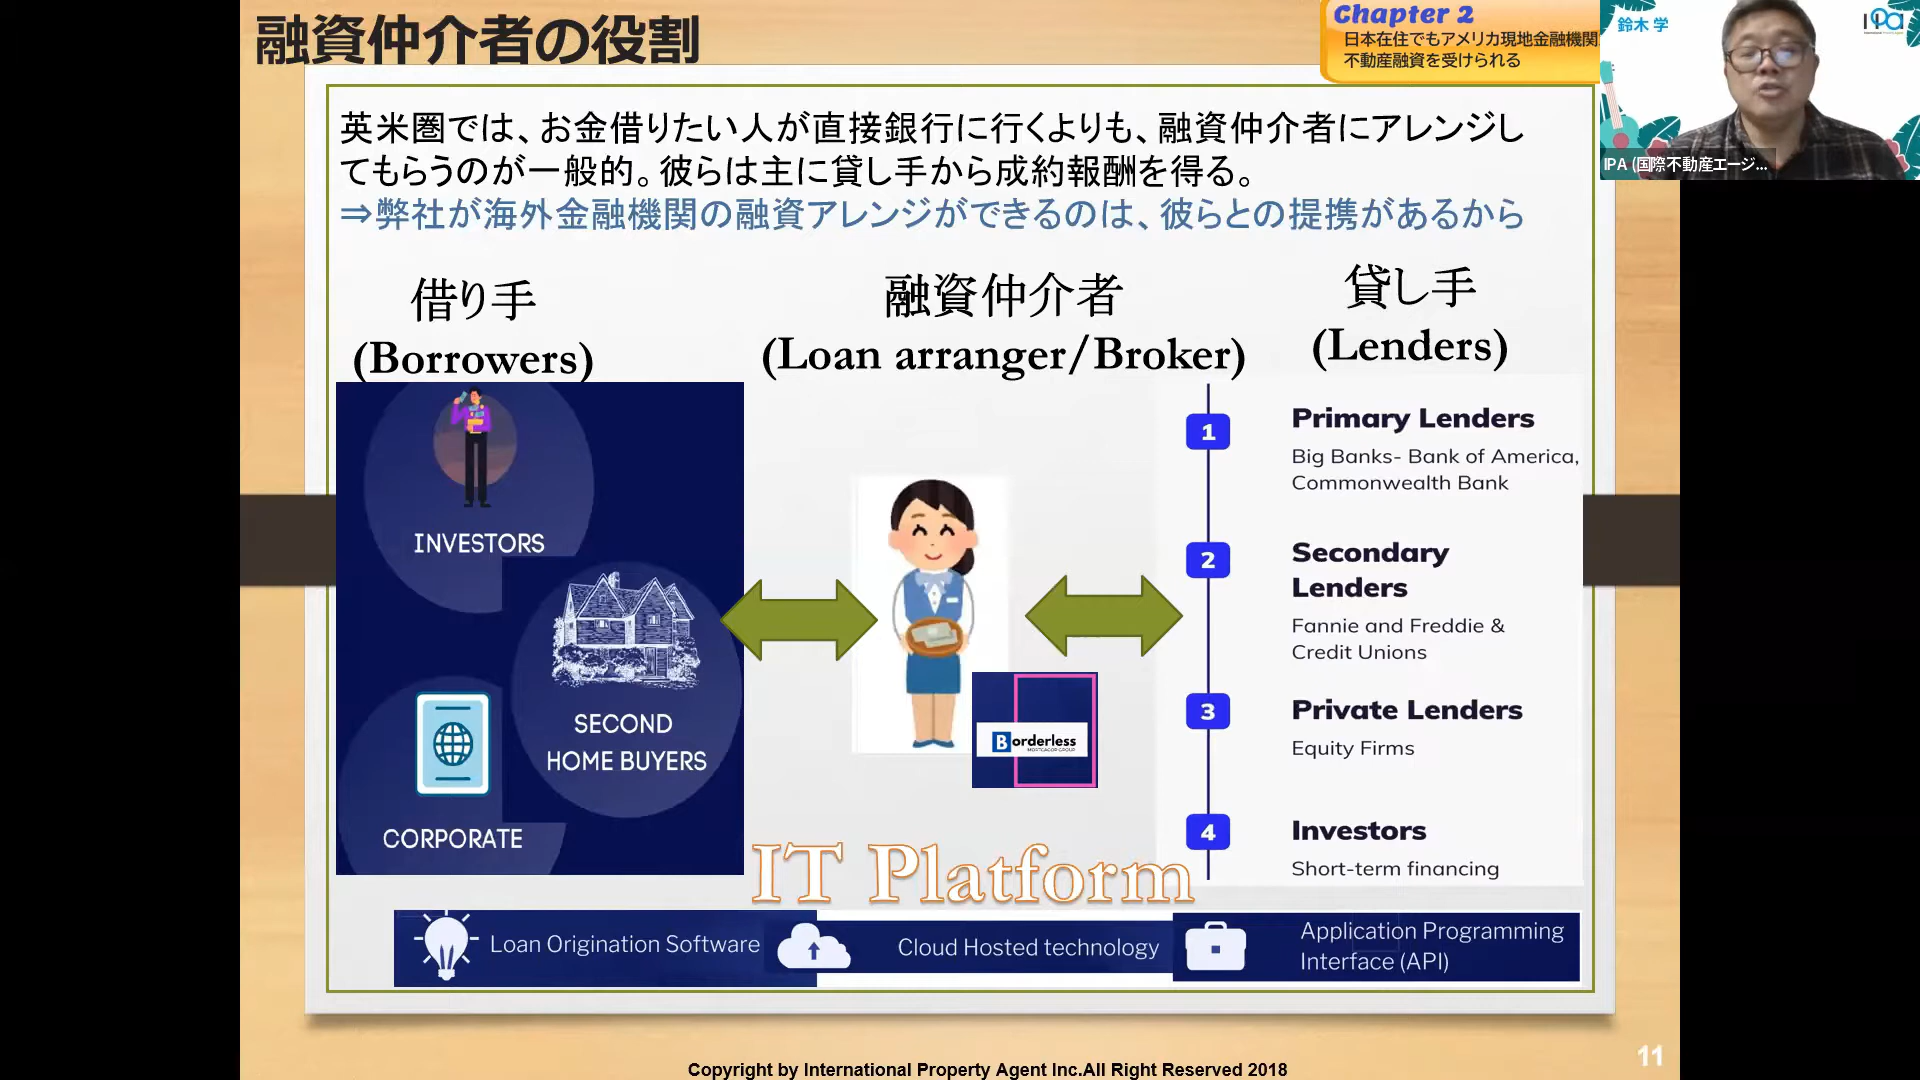 融資仲介者の役割
Chapter 2
日本在住でもアメリカ現地金融機関
不動産融資を受けられる
鈴木 学
IPA
IPA (国際不動産エージ...
英米圏では、お金借りたい人が直接銀行に行くよりも、融資仲介者にアレンジし
てもらうのが一般的。彼らは主に貸し手から成約報酬を得る。
⇒弊社が海外金融機関の融資アレンジができるのは、彼らとの提携があるから
借り手
(Borrowers)
融資仲介者
(Loan arranger/Broker)
貸し手
(Lenders)
INVESTORS
SECOND
HOME BUYERS
CORPORATE
Borderless
MORTGAGE GROUP
1
Primary Lenders
Big Banks- Bank of America,
Commonwealth Bank
2
Secondary
Lenders
Fannie and Freddie &
Credit Unions
3
Private Lenders
Equity Firms
4
Investors
Short-term financing
IT Platform
Loan Origination Software
Cloud Hosted technology
Application Programming
Interface (API)
11
Copyright by International Property Agent Inc.All Right Reserved 2018